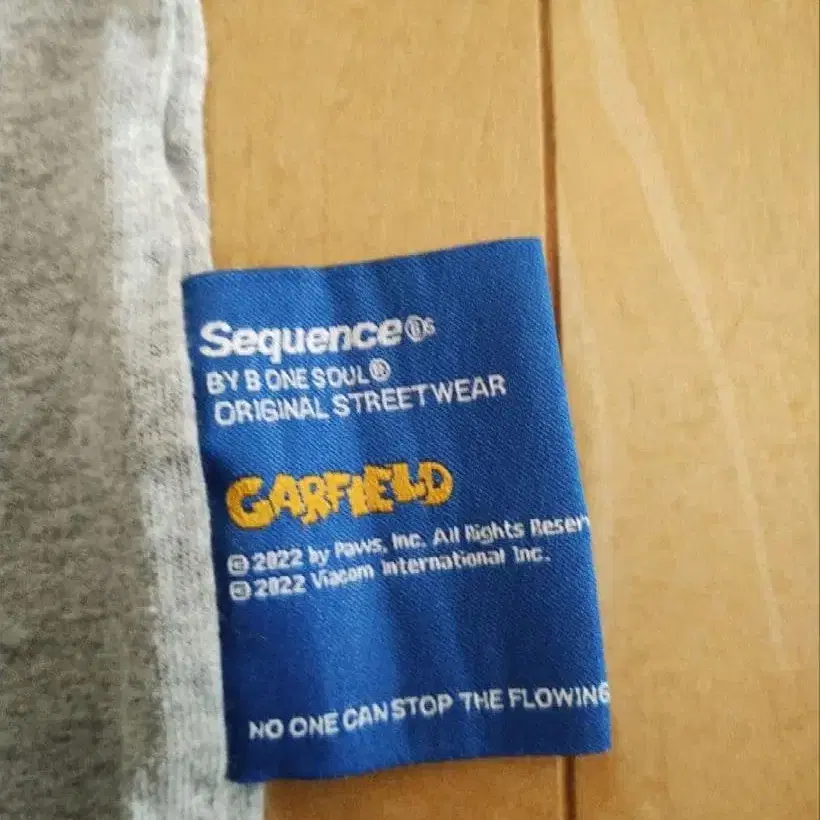 Sequence®
BY B ONE SOUL®
ORIGINAL STREETWEAR
GARFIELD
© 2022 by Paws, Inc. All Rights Reser
© 2022 Viacom International Inc.
NO ONE CAN STOP THE FLOWING